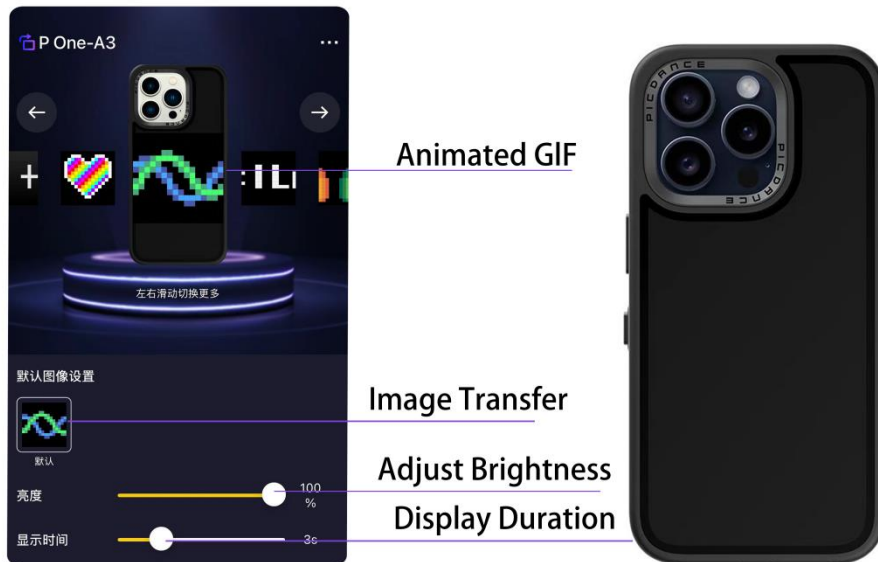 P One-A3
Animated GIF
左右滑动切换更多
默认图像设置
Image Transfer
默认
Adjust Brightness
亮度
100
%
Display Duration
显示时间
3s
PICDANCE
PICDANCE